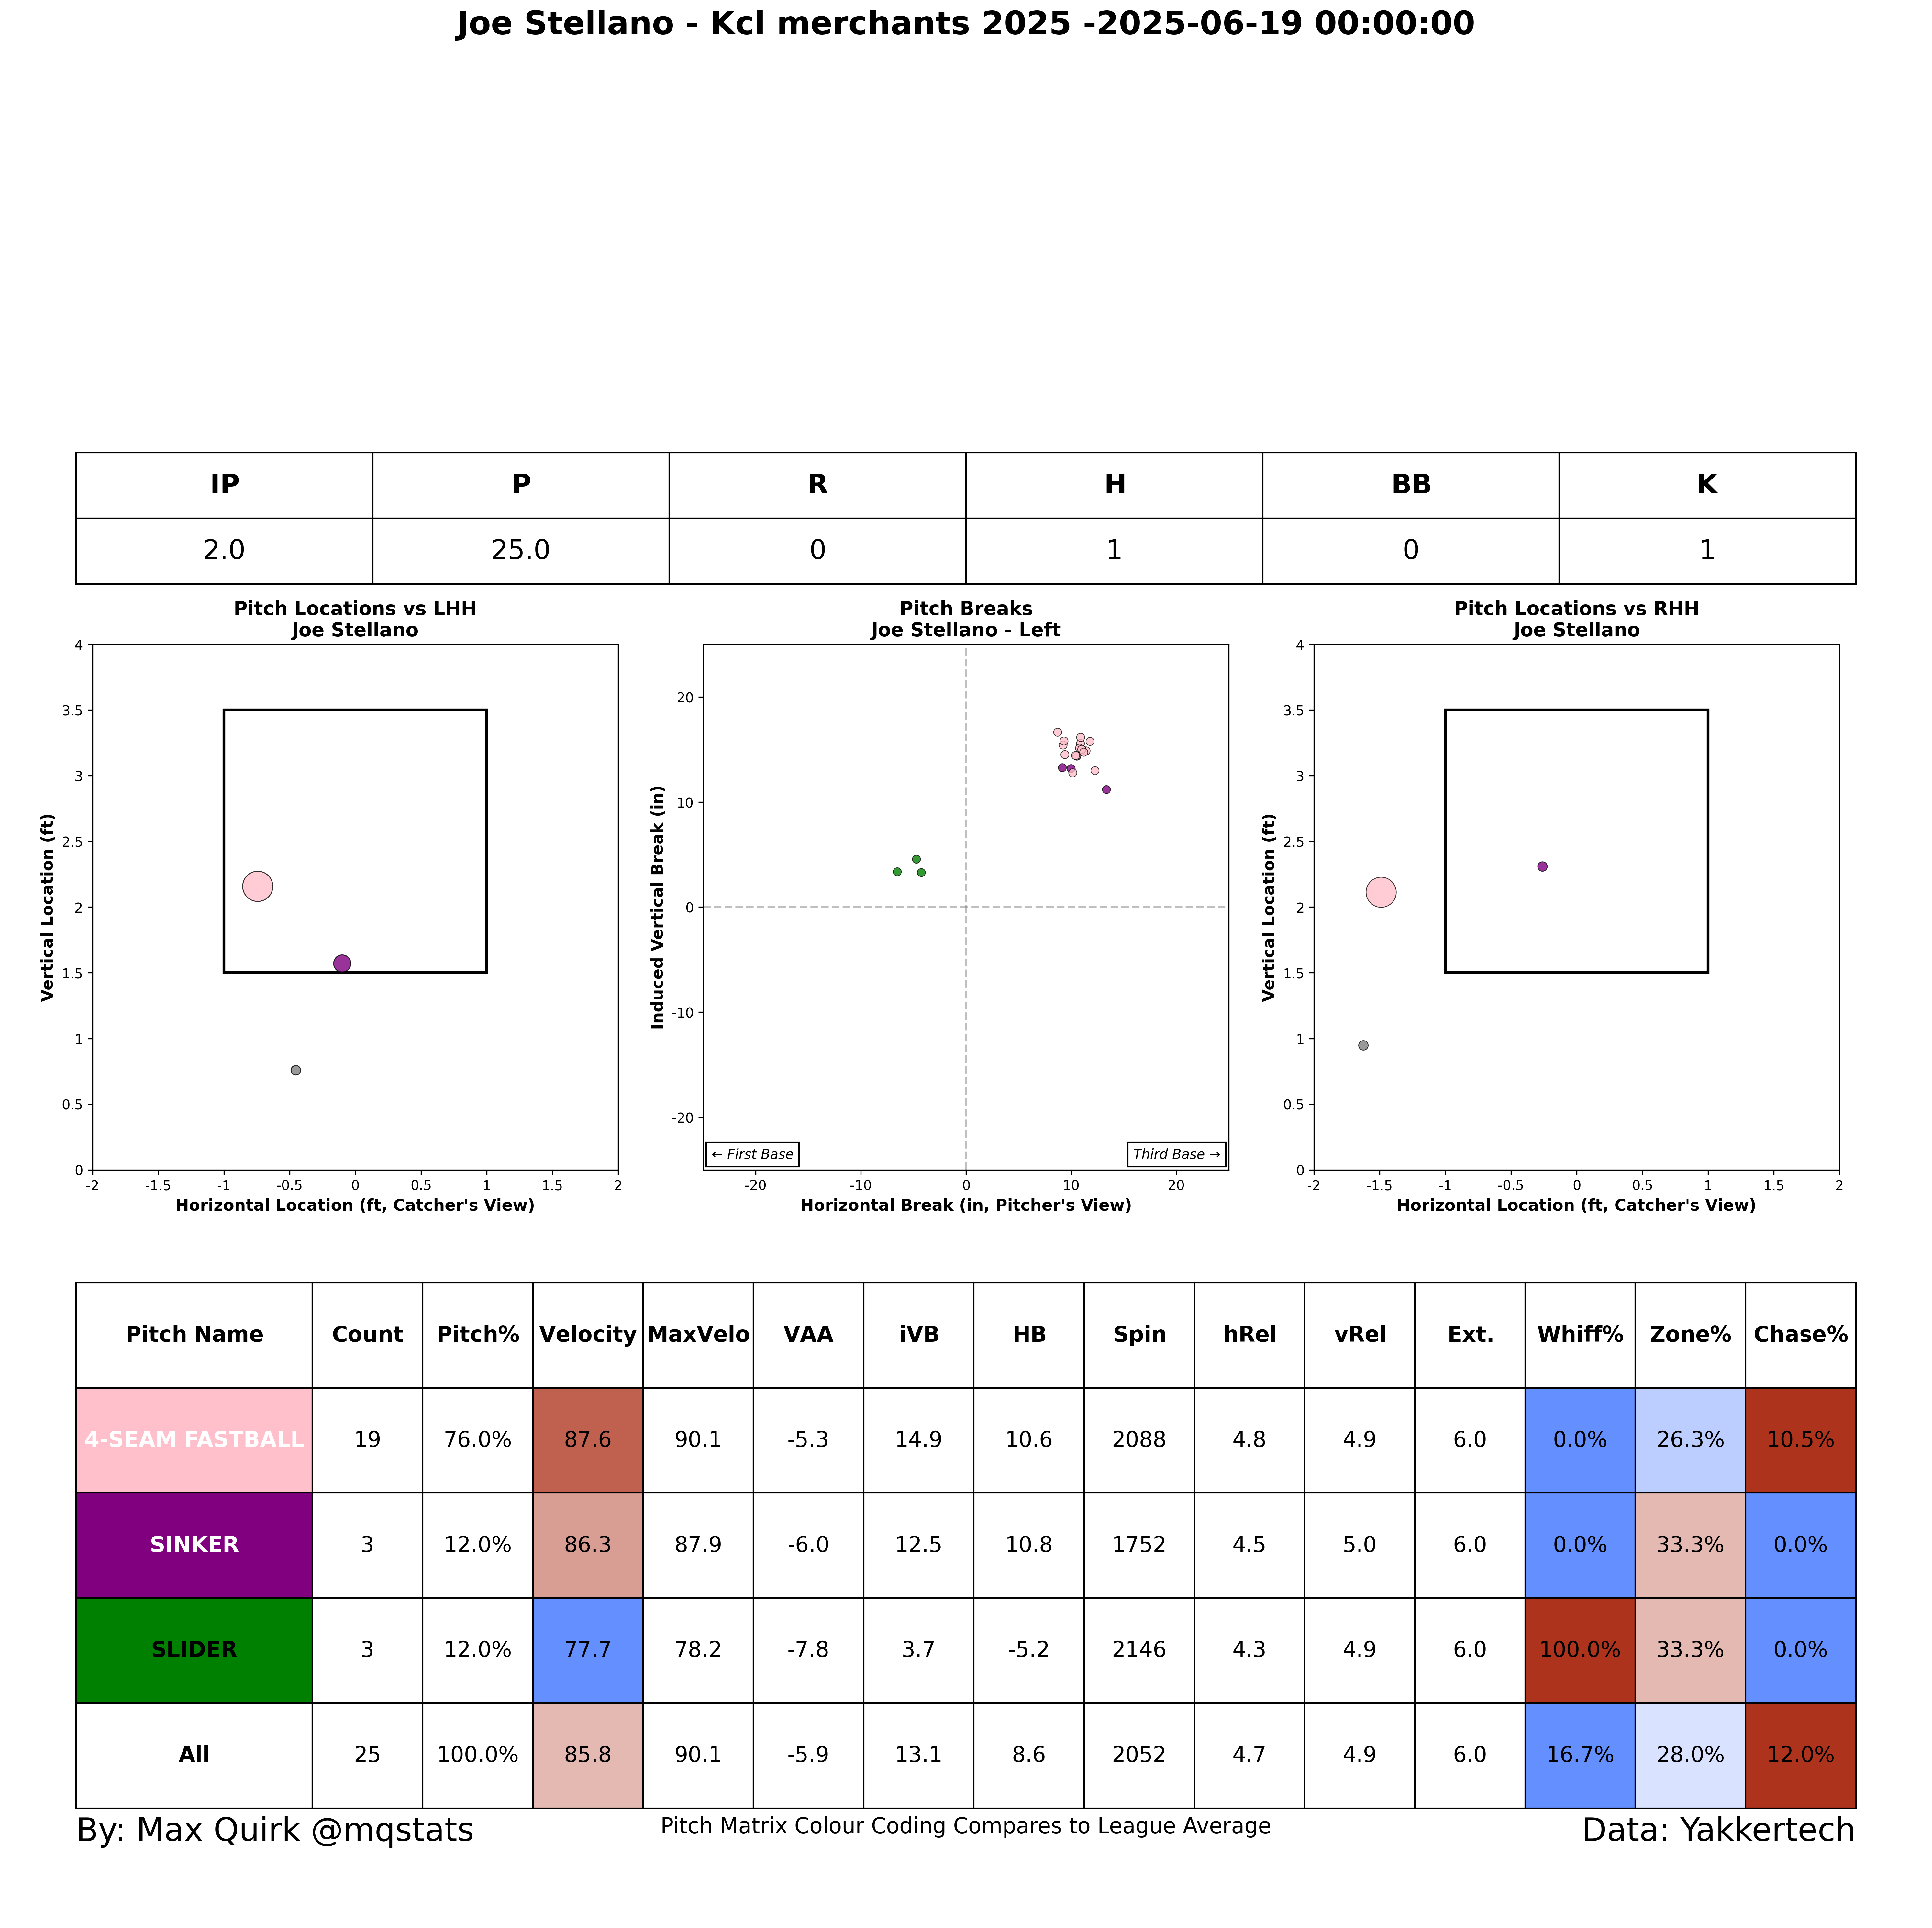 Joe Stellano - Kcl merchants 2025 -2025-06-19 00:00:00
IP P R H BB K
2.0 25.0 0 1 0 1
Pitch Locations vs LHH
Joe Stellano
4
3.5
3
2.5
2
1.5
1
0.5
0
-2 -1.5 -1 -0.5 0 0.5 1 1.5 2
Vertical Location (ft)
Horizontal Location (ft, Catcher's View)
Pitch Breaks
Joe Stellano - Left
20
10
0
-10
-20
-20 -10 0 10 20
Induced Vertical Break (in)
← First Base
Third Base →
Horizontal Break (in, Pitcher's View)
Pitch Locations vs RHH
Joe Stellano
4
3.5
3
2.5
2
1.5
1
0.5
0
-2 -1.5 -1 -0.5 0 0.5 1 1.5 2
Vertical Location (ft)
Horizontal Location (ft, Catcher's View)
Pitch Name Count Pitch% Velocity MaxVelo VAA iVB HB Spin hRel vRel Ext. Whiff% Zone% Chase%
4-SEAM FASTBALL 19 76.0% 87.6 90.1 -5.3 14.9 10.6 2088 4.8 4.9 6.0 0.0% 26.3% 10.5%
SINKER 3 12.0% 86.3 87.9 -6.0 12.5 10.8 1752 4.5 5.0 6.0 0.0% 33.3% 0.0%
SLIDER 3 12.0% 77.7 78.2 -7.8 3.7 -5.2 2146 4.3 4.9 6.0 100.0% 33.3% 0.0%
All 25 100.0% 85.8 90.1 -5.9 13.1 8.6 2052 4.7 4.9 6.0 16.7% 28.0% 12.0%
By: Max Quirk @mqstats
Pitch Matrix Colour Coding Compares to League Average
Data: Yakkertech